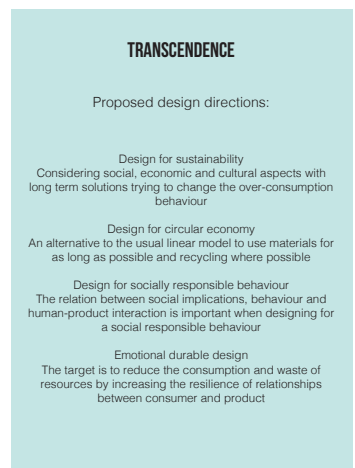 TRANSCENDENCE
Proposed design directions:
Design for sustainability
Considering social, economic and cultural aspects with
long term solutions trying to change the over-consumption
behaviour
Design for circular economy
An alternative to the usual linear model to use materials for
as long as possible and recycling where possible
Design for socially responsible behaviour
The relation between social implications, behaviour and
human-product interaction is important when designing for
a social responsible behaviour
Emotional durable design
The target is to reduce the consumption and waste of
resources by increasing the resilience of relationships
between consumer and product